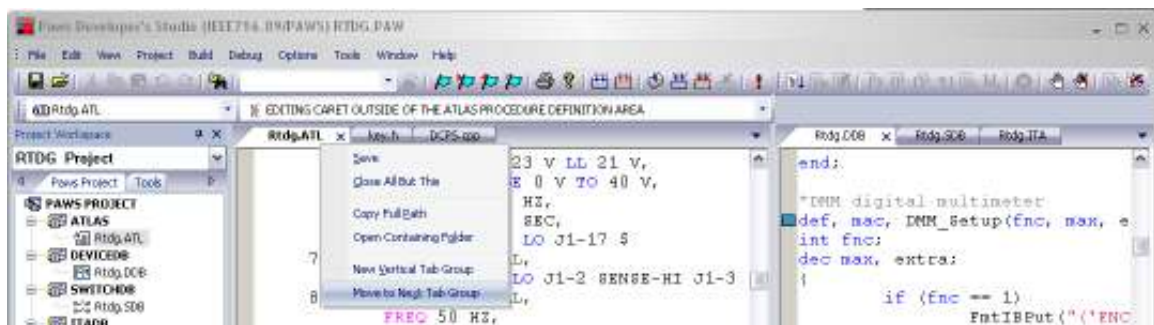 Paws Developer's Studio (IEEE716.89/PAWS) RTDG.PAW
File Edit View Project Build Debug Options Tools Window Help
Rtdg.ATL
EDITING CARET OUTSIDE OF THE ATLAS PROCEDURE DEFINITION AREA
Project Workspace
RTDG Project
Paws Project Tools
PAWS PROJECT
ATLAS
Rtdg.ATL
DEVICEDB
Rtdg.DDB
SWITCHDB
Rtdg.SDB
ITADB
Rtdg.ATL key.h DCPS.cpp
Save
Close All But This
Copy Full Path
Open Containing Folder
New Vertical Tab Group
Move to Next Tab Group
23 V LL 21 V,
E 0 V TO 40 V,
HZ,
SEC,
LO J1-17 $
7 L,
LO J1-2 SENSE-HI J1-3
8 L,
FREQ 50 HZ,
Rtdg.DDB Rtdg.SDB Rtdg.ITA
end;
"DMM digital multimeter
def, mac, DMM_Setup(fnc, max, e
int fnc;
dec max, extra;
{
if (fnc == 1)
FmtIBPut("('FNC